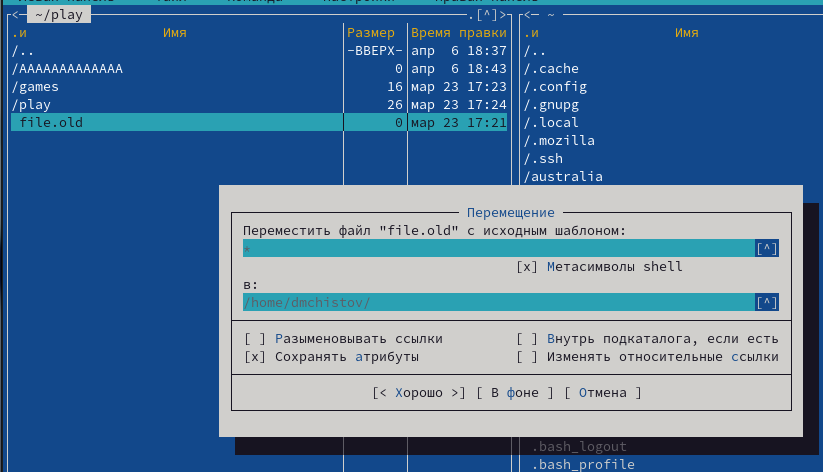 ~/play .[^]> <─ ~
.и Имя Размер Время правки .и Имя
/.. -ВВЕРХ- апр 6 18:37 /..
/AAAAAAAAAAAAA 0 апр 6 18:43 /.cache
/games 16 мар 23 17:23 /.config
/play 26 мар 23 17:24 /.gnupg
file.old 0 мар 23 17:21 /.local
/.mozilla
/.ssh
/australia
Перемещение
Переместить файл "file.old" с исходным шаблоном:
* [^]
[x] Метасимволы shell
в:
/home/dmchistov/ [^]
[ ] Разыменовывать ссылки [ ] Внутрь подкаталога, если есть
[x] Сохранять атрибуты [ ] Изменять относительные ссылки
[< Хорошо >] [ В фоне ] [ Отмена ]
.bash_logout
.bash_profile